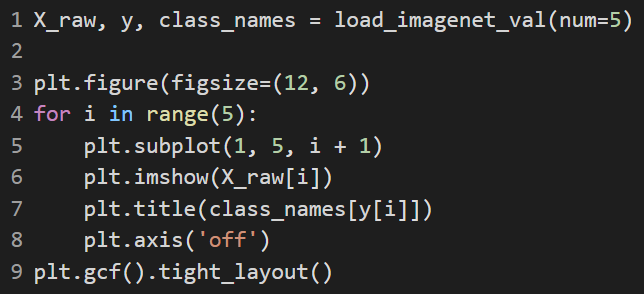 1 X_raw, y, class_names = load_imagenet_val(num=5)
2
3 plt.figure(figsize=(12, 6))
4 for i in range(5):
5     plt.subplot(1, 5, i + 1)
6     plt.imshow(X_raw[i])
7     plt.title(class_names[y[i]])
8     plt.axis('off')
9 plt.gcf().tight_layout()